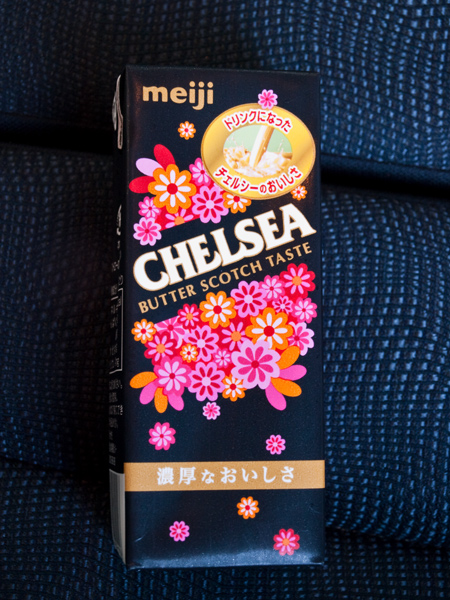 meiji
ドリンクになった
チェルシーのおいしさ
CHELSEA
BUTTER SCOTCH TASTE
濃厚なおいしさ